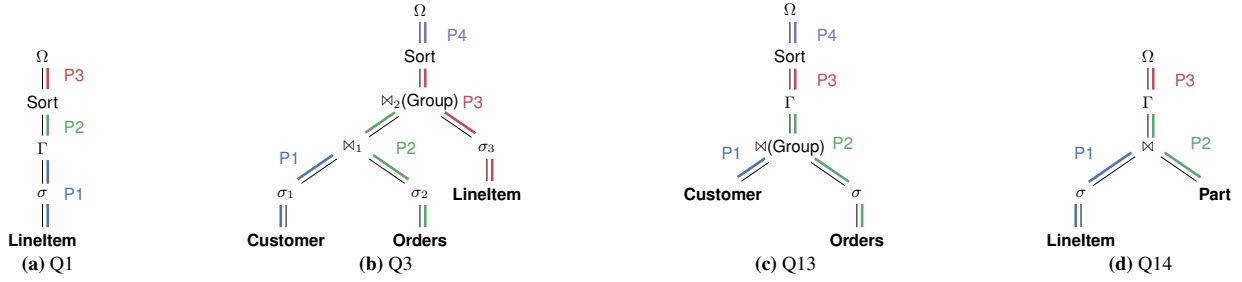 Ω
P3
Sort
P2
Γ
σ
P1
LineItem
(a) Q1
Ω
P4
Sort
⋈₂(Group)
P3
P1
⋈₁
P2
σ₃
σ₁
σ₂
LineItem
Customer
Orders
(b) Q3
Ω
P4
Sort
P3
Γ
P1
⋈(Group)
P2
Customer
σ
Orders
(c) Q13
Ω
P3
Γ
P1
⋈
P2
σ
Part
LineItem
(d) Q14